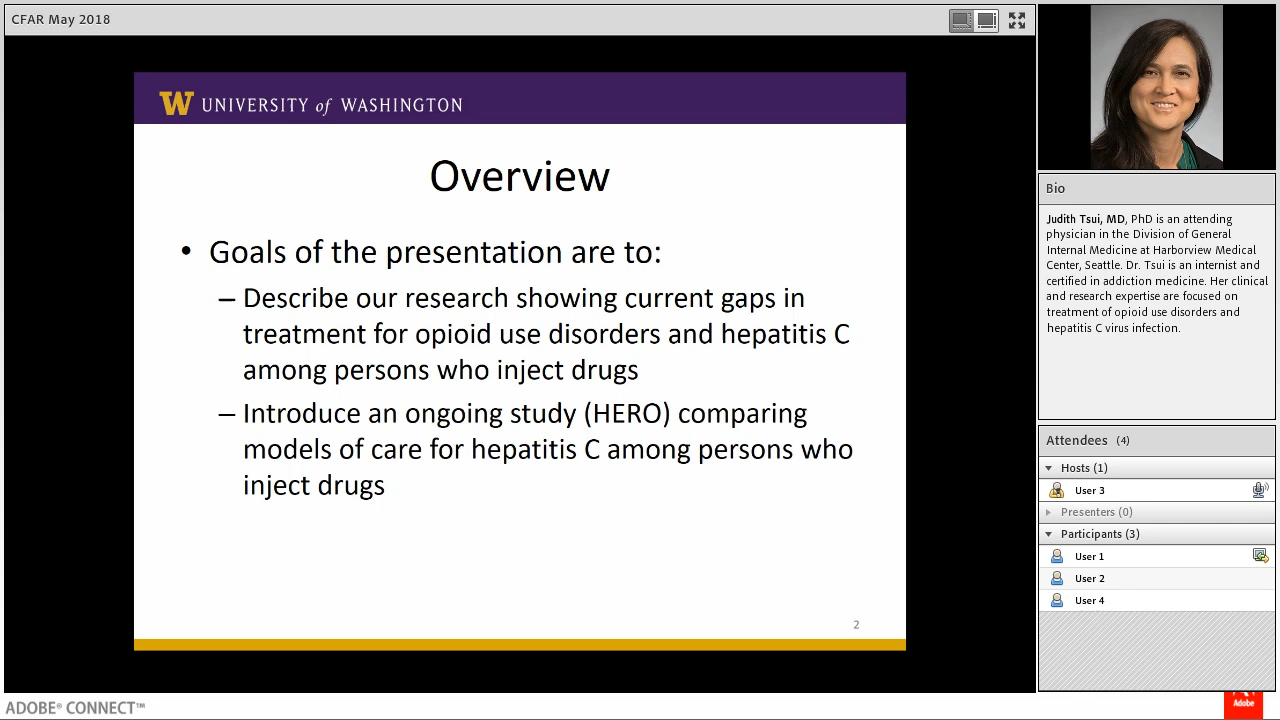 CFAR May 2018
W UNIVERSITY of WASHINGTON
Overview
• Goals of the presentation are to:
– Describe our research showing current gaps in
treatment for opioid use disorders and hepatitis C
among persons who inject drugs
– Introduce an ongoing study (HERO) comparing
models of care for hepatitis C among persons who
inject drugs
2
Bio
Judith Tsui, MD, PhD is an attending
physician in the Division of General
Internal Medicine at Harborview Medical
Center, Seattle. Dr. Tsui is an internist and
certified in addiction medicine. Her clinical
and research expertise are focused on
treatment of opioid use disorders and
hepatitis C virus infection.
Attendees (4)
Hosts (1)
User 3
Presenters (0)
Participants (3)
User 1
User 2
User 4
ADOBE® CONNECT™
Adobe